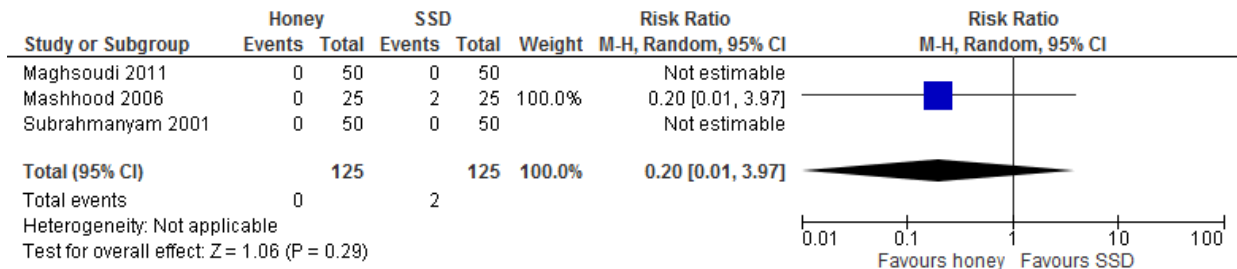 Honey SSD Risk Ratio Risk Ratio
Study or Subgroup Events Total Events Total Weight M-H, Random, 95% CI M-H, Random, 95% CI
Maghsoudi 2011 0 50 0 50 Not estimable
Mashhood 2006 0 25 2 25 100.0% 0.20 [0.01, 3.97]
Subrahmanyam 2001 0 50 0 50 Not estimable
Total (95% CI) 125 125 100.0% 0.20 [0.01, 3.97]
Total events 0 2
Heterogeneity: Not applicable
Test for overall effect: Z = 1.06 (P = 0.29)
0.01 0.1 1 10 100
Favours honey Favours SSD